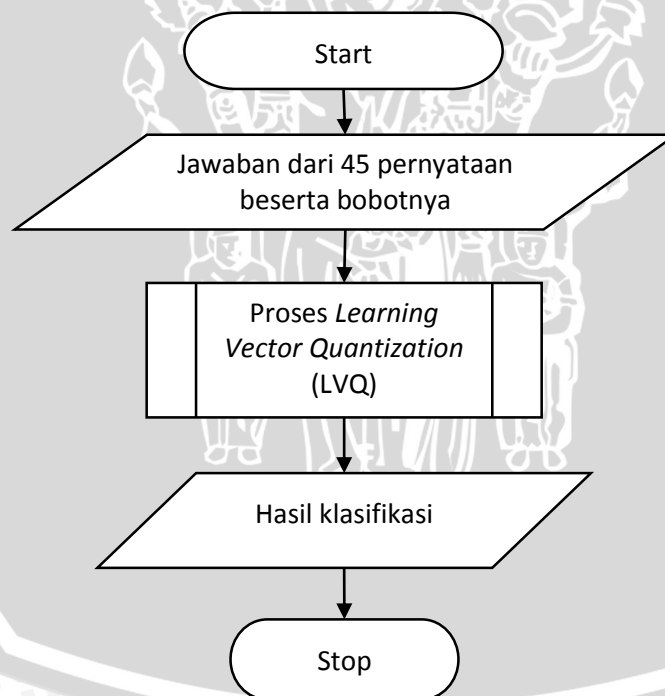 Start
Jawaban dari 45 pernyataan
beserta bobotnya
Proses Learning
Vector Quantization
(LVQ)
Hasil klasifikasi
Stop